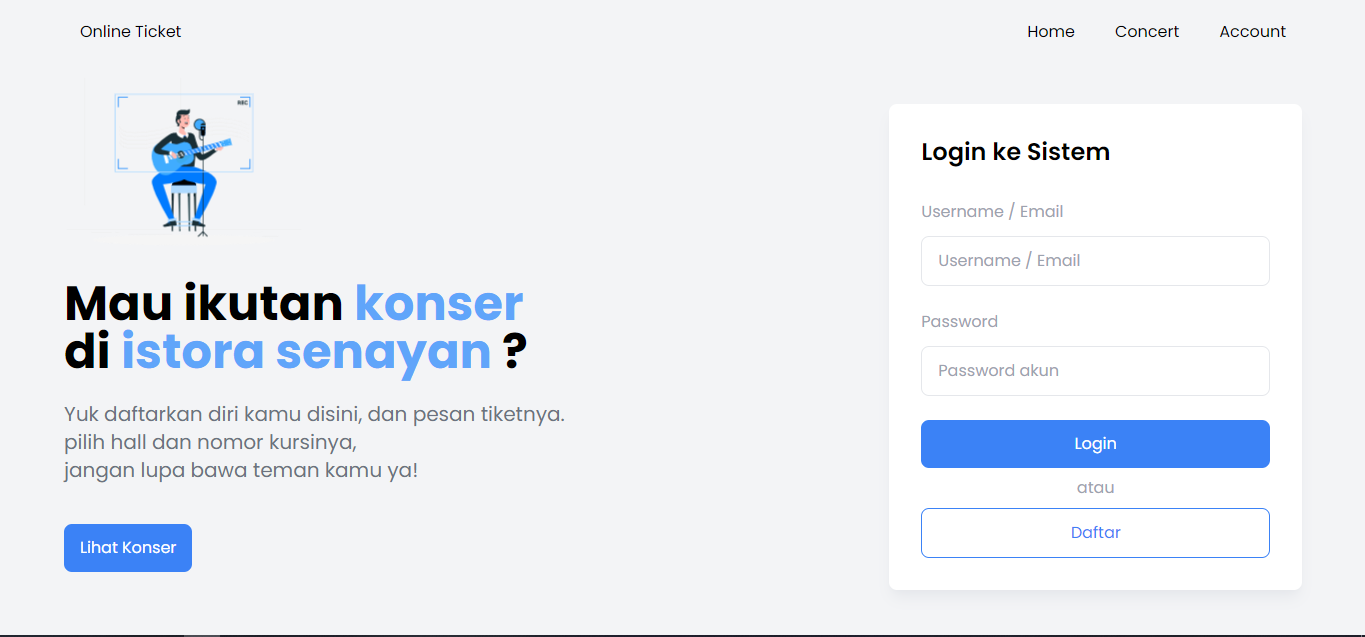 Online Ticket
Home
Concert
Account
REC
Mau ikutan konser
di istora senayan ?
Yuk daftarkan diri kamu disini, dan pesan tiketnya.
pilih hall dan nomor kursinya,
jangan lupa bawa teman kamu ya!
Lihat Konser
Login ke Sistem
Username / Email
Username / Email
Password
Password akun
Login
atau
Daftar